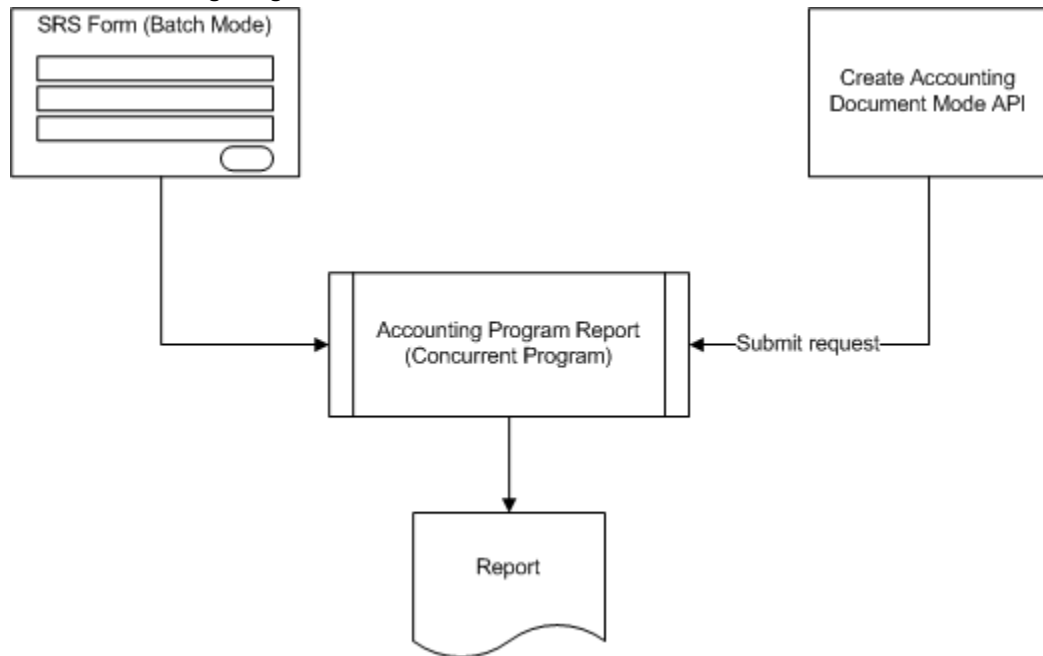 SRS Form (Batch Mode)
Create Accounting
Document Mode API
Accounting Program Report
(Concurrent Program)
Submit request
Report